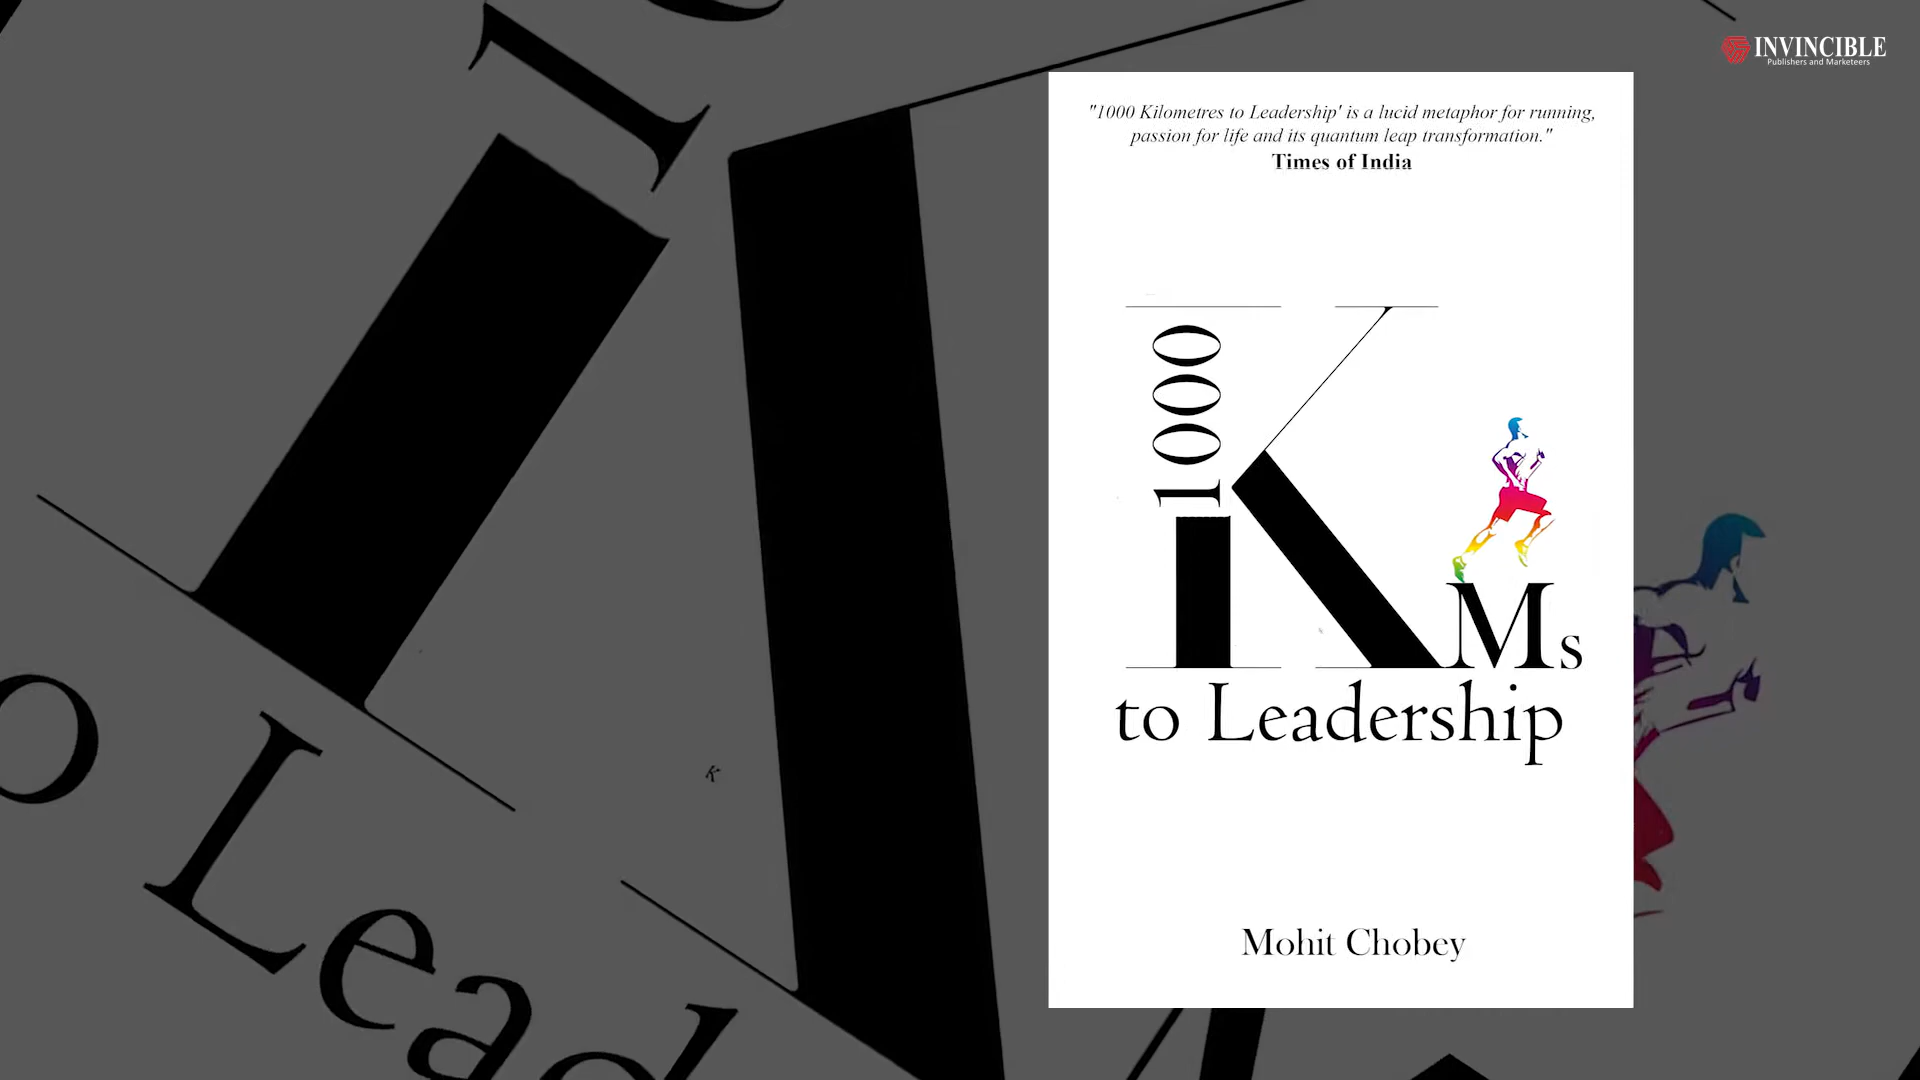 INVINCIBLE
Publishers and Marketeers
"1000 Kilometres to Leadership' is a lucid metaphor for running,
passion for life and its quantum leap transformation."
Times of India
1000
KMs
to Leadership
Mohit Chobey
o Lead